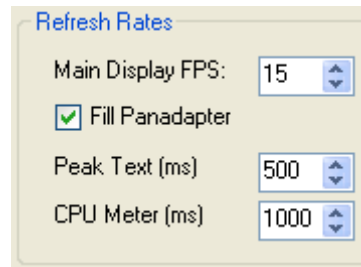 Refresh Rates
Main Display FPS: 15
Fill Panadapter
Peak Text (ms) 500
CPU Meter (ms) 1000